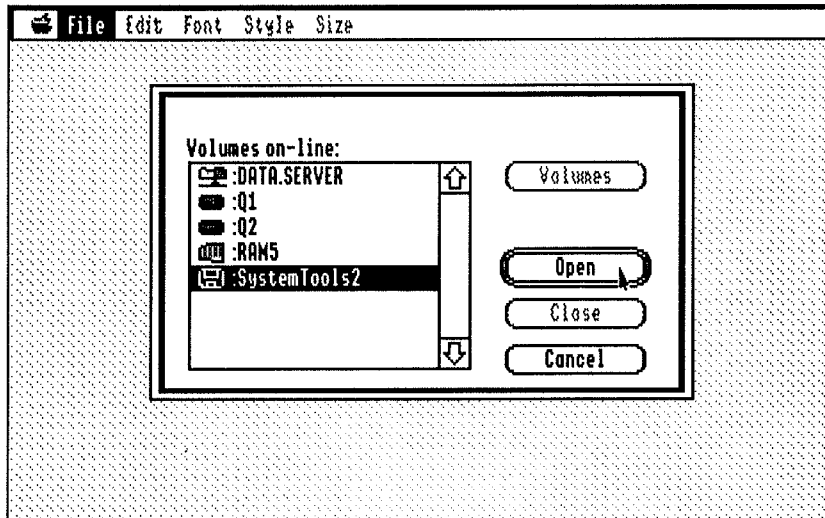 File Edit Font Style Size
Volumes on-line:
:DATA.SERVER
:Q1
:Q2
:RAM5
:SystemTools2
Volumes
Open
Close
Cancel